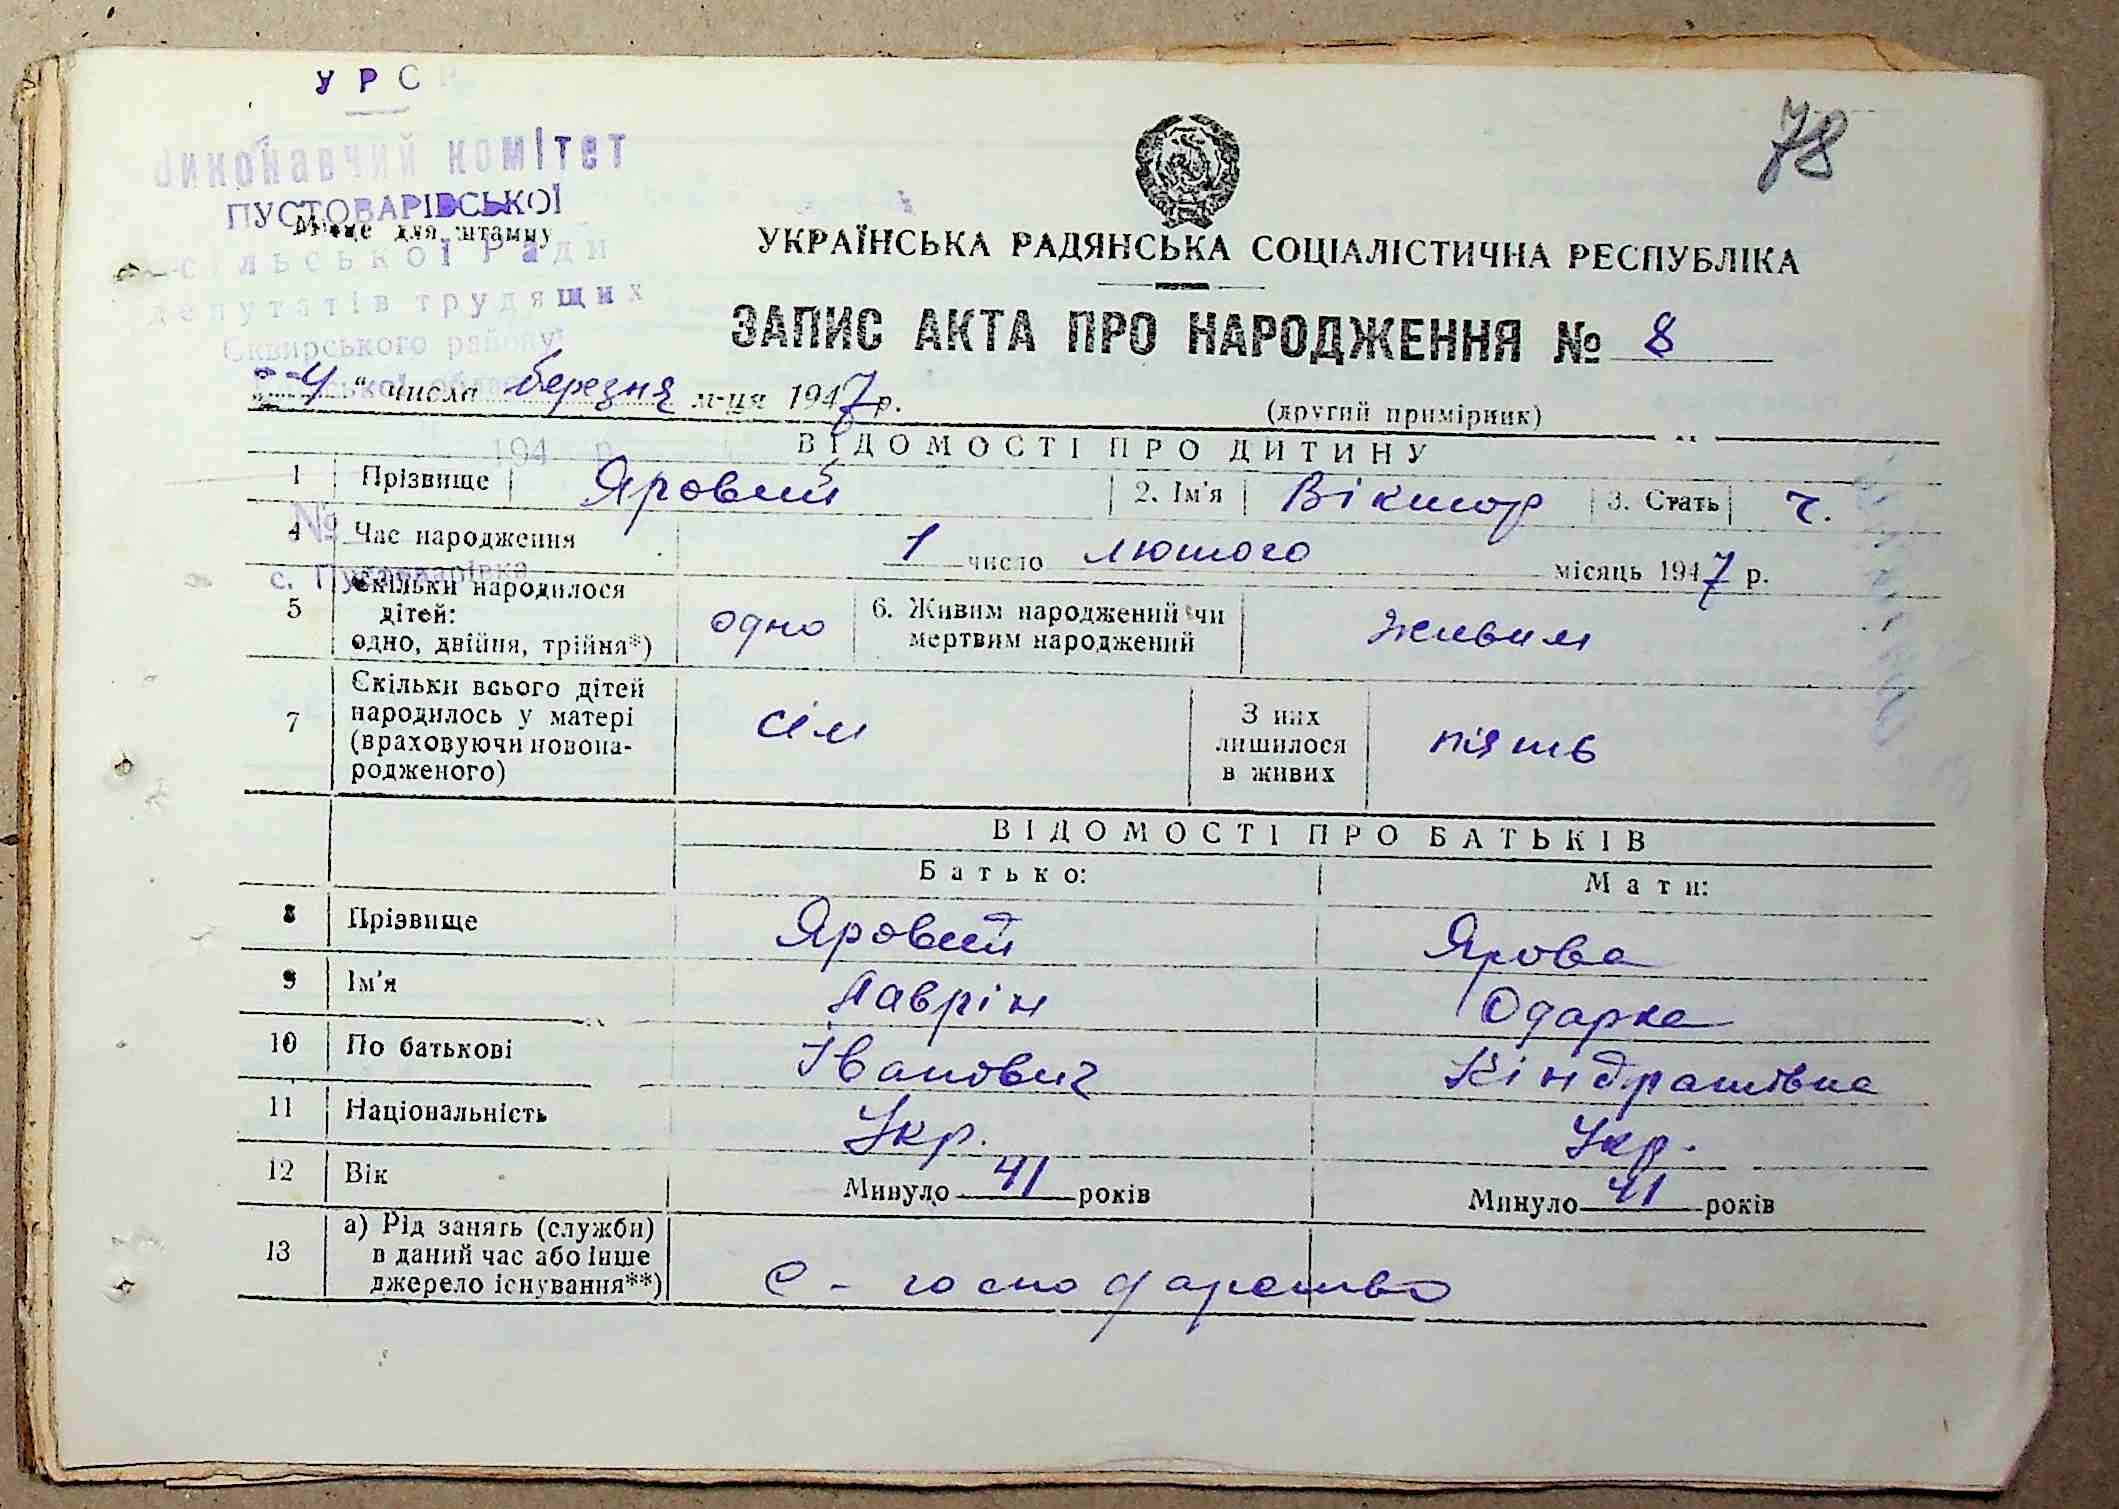 УРСР
78
виконавчий комітет
ПУСТОВАРІВСЬКОЇ
Місце для штампу
сільської Ради
депутатів трудящих
Сквирського району
УКРАЇНСЬКА РАДЯНСЬКА СОЦІАЛІСТИЧНА РЕСПУБЛІКА
ЗАПИС АКТА ПРО НАРОДЖЕННЯ № 8
„4“ числа березня м-ця 1947 р.
(другий примірник)
194 р.
ВІДОМОСТІ ПРО ДИТИНУ
1 Прізвище Яровий 2. Ім'я Віктор 3. Стать ч.
№
4 Час народження 1 число лютого місяць 1947 р.
с. Пустоварівка
5 Скільки народилося дітей: одно, двійня, трійня*) одно 6. Живим народжений чи мертвим народжений живим
7 Скільки всього дітей народилось у матері (враховуючи новонародженого) сім З них лишилося в живих пять
ВІДОМОСТІ ПРО БАТЬКІВ
Батько: Мати:
8 Прізвище Яровий Ярова
9 Ім'я Лаврін Одарка
10 По батькові Іванович Кіндратівна
11 Національність Укр. Укр.
12 Вік Минуло 41 років Минуло 41 років
13 а) Рід занять (служби) в даний час або інше джерело існування**) с-господарство